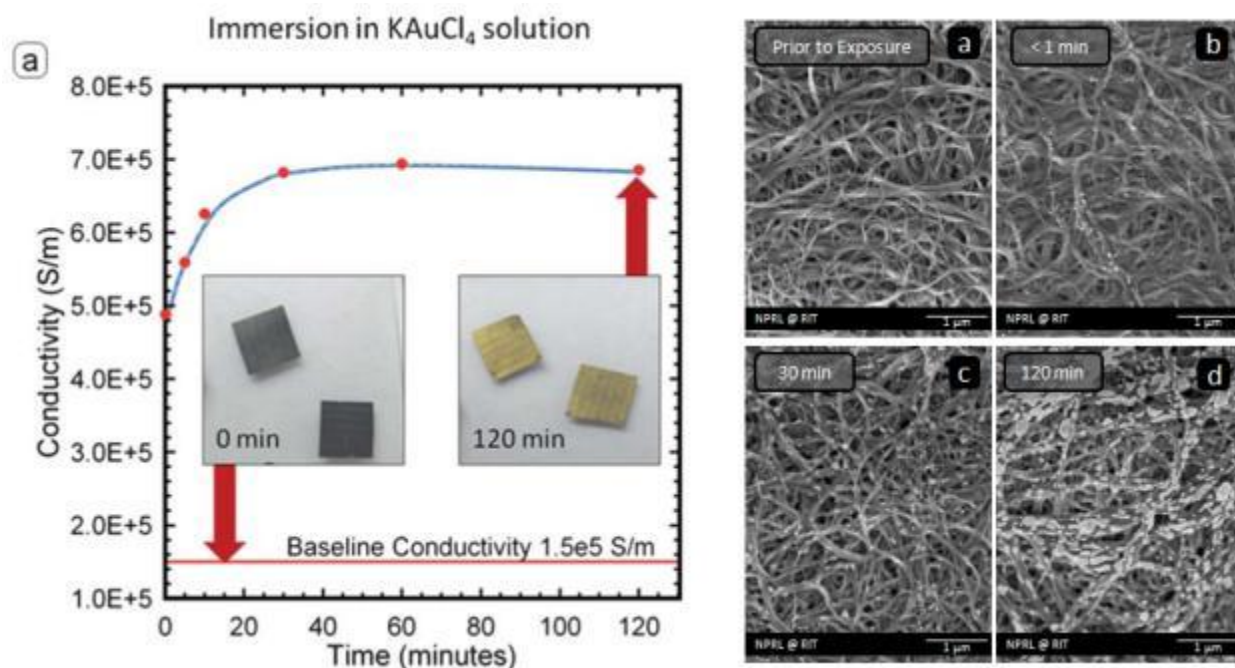 Immersion in KAuCl₄ solution
a
8.0E+5
7.0E+5
6.0E+5
5.0E+5
4.0E+5
3.0E+5
2.0E+5
1.0E+5
Conductivity (S/m)
0 min
120 min
Baseline Conductivity 1.5e5 S/m
0 20 40 60 80 100 120
Time (minutes)
Prior to Exposure
a
NPRL @ RIT
1 μm
< 1 min
b
NPRL @ RIT
1 μm
30 min
c
NPRL @ RIT
1 μm
120 min
d
NPRL @ RIT
1 μm